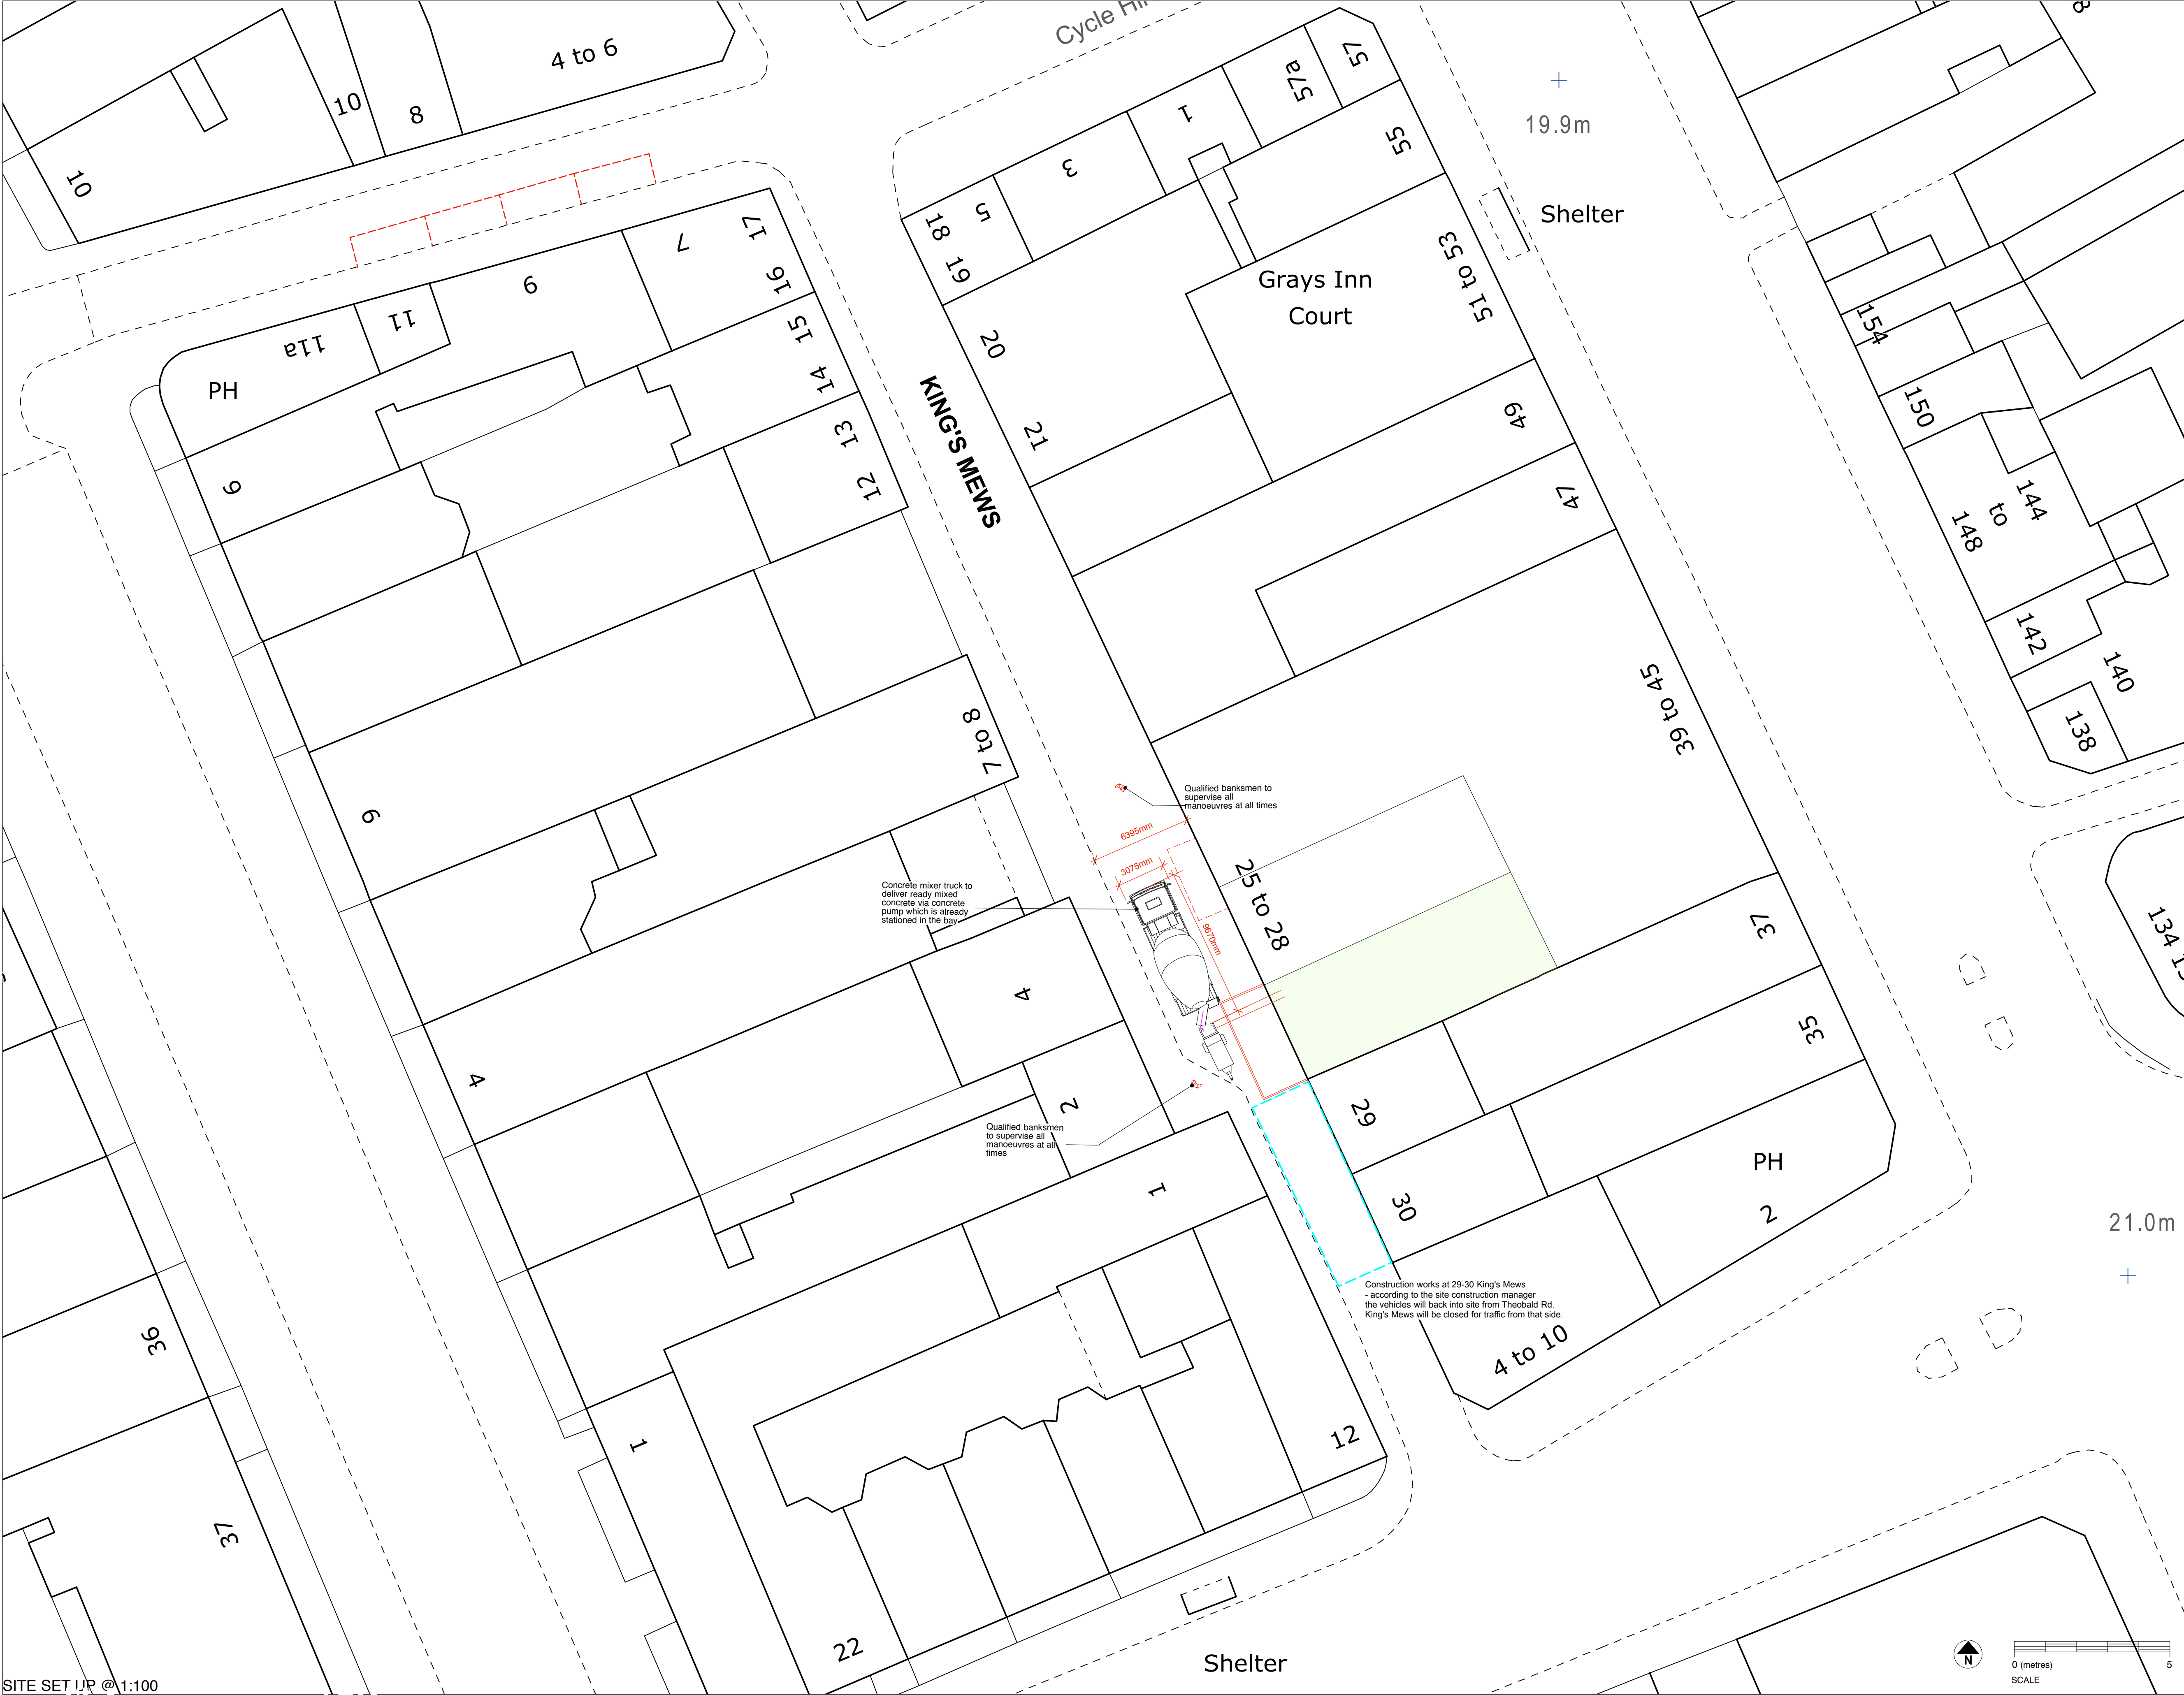 Cycle
4 to 6
10
8
10
57
57a
1
3
5
18
19
55
19.9m
Shelter
Grays Inn
Court
51 to 53
17
16
7
9
11
11a
PH
15
14
13
12
20
21
KING'S MEWS
49
47
154
150
144
to
148
142
140
138
6
9
7 to 8
39 to 45
Qualified banksmen to
supervise all
manoeuvres at all times
6395mm
3075mm
9670mm
Concrete mixer truck to
deliver ready mixed
concrete via concrete
pump which is already
stationed in the bay
25 to 28
37
35
134
4
4
2
29
30
PH
2
Qualified banksmen
to supervise all
manoeuvres at all
times
1
21.0m
Construction works at 29-30 King's Mews
- according to the site construction manager
the vehicles will back into site from Theobald Rd.
King's Mews will be closed for traffic from that side.
4 to 10
36
37
1
12
22
Shelter
N
0 (metres)
5
SCALE
SITE SET UP @ 1:100